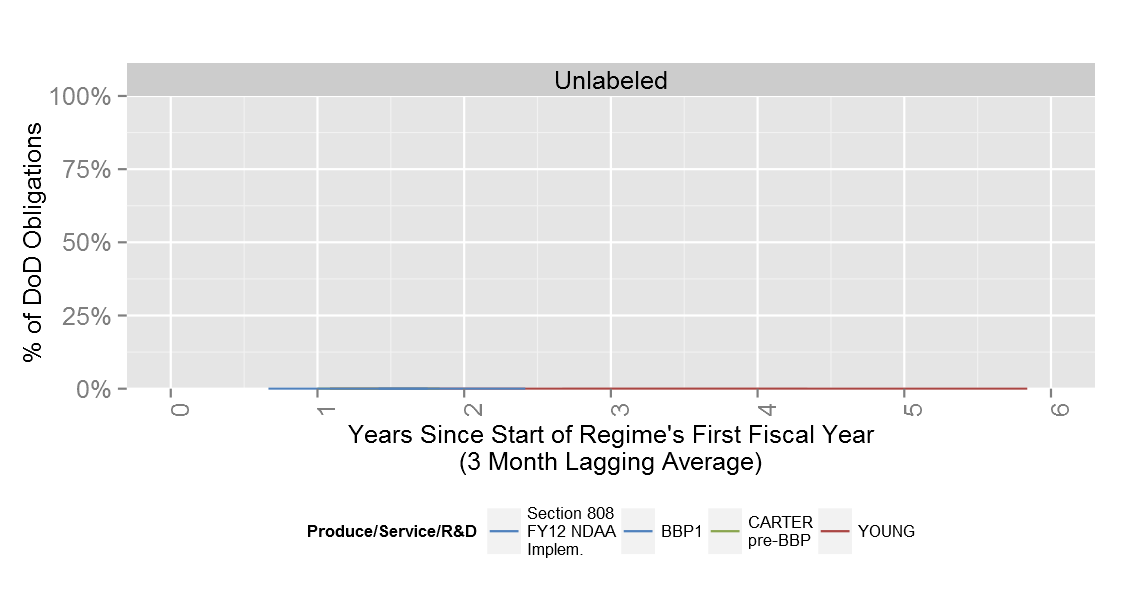 Unlabeled
100%
75%
50%
25%
0%
% of DoD Obligations
0 1 2 3 4 5 6
Years Since Start of Regime's First Fiscal Year
(3 Month Lagging Average)
Produce/Service/R&D
Section 808
FY12 NDAA
Implem.
BBP1
CARTER
pre-BBP
YOUNG